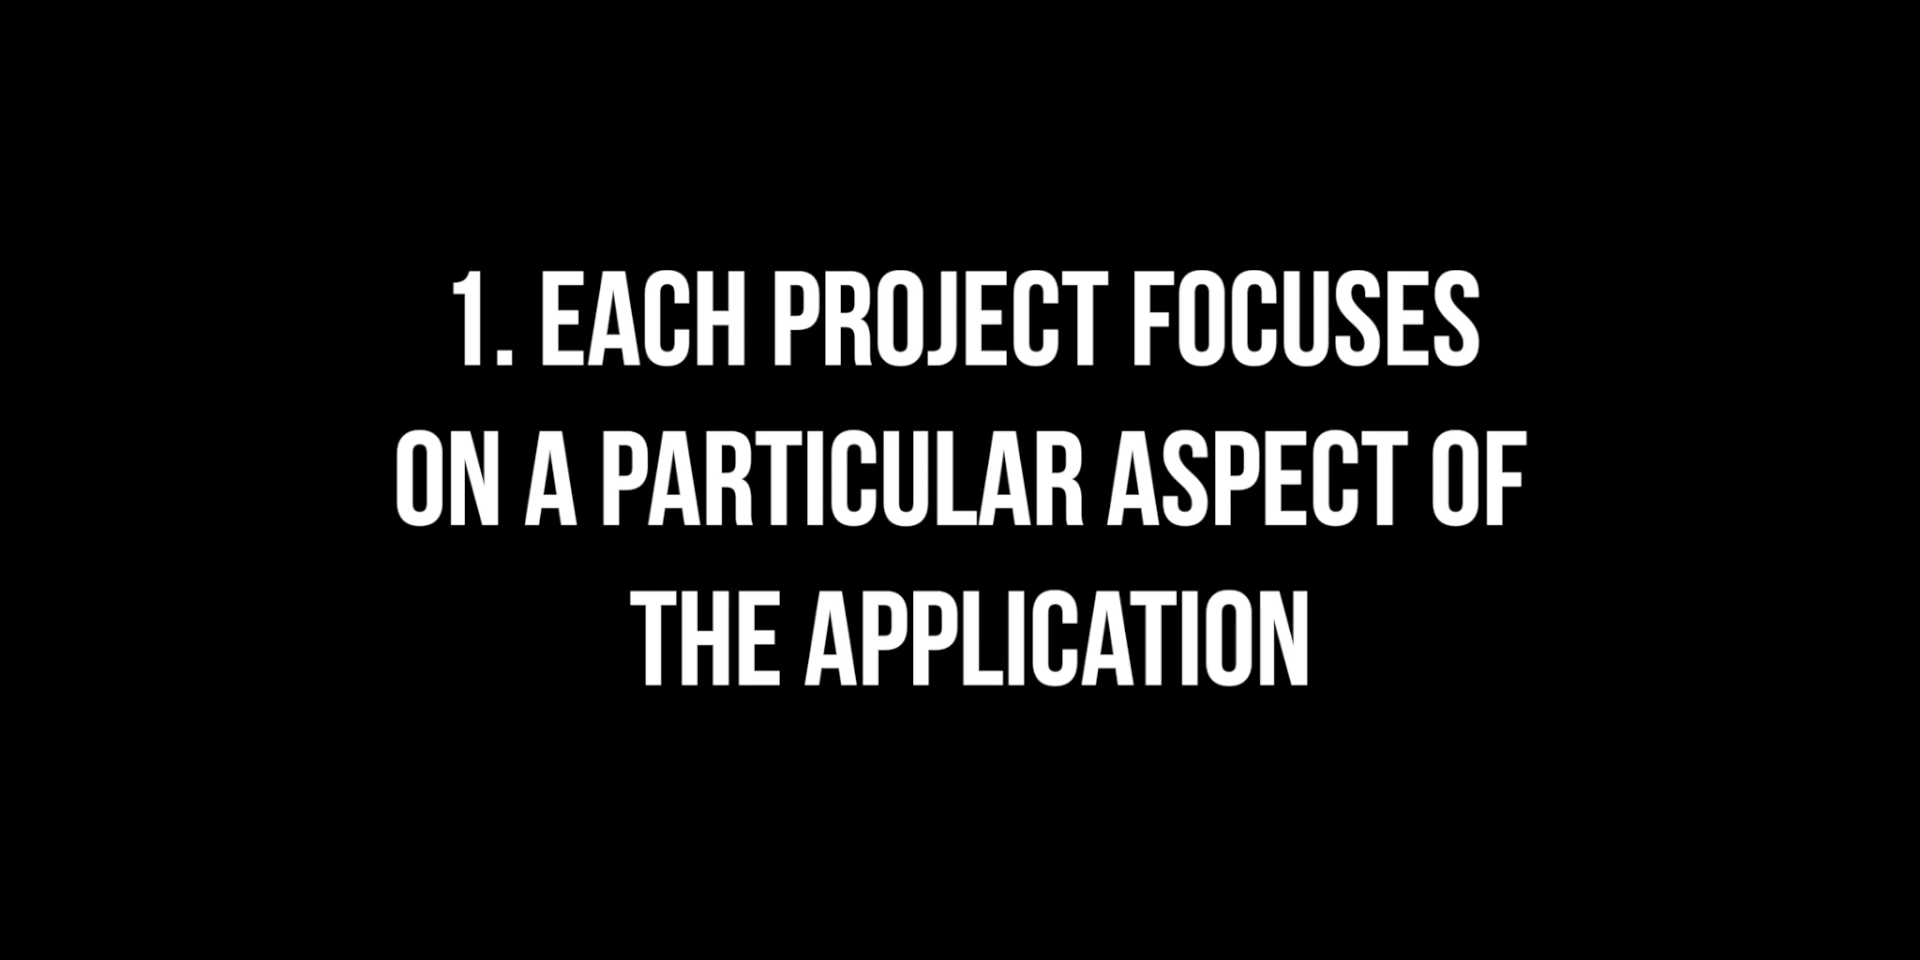 1. EACH PROJECT FOCUSES
ON A PARTICULAR ASPECT OF
THE APPLICATION